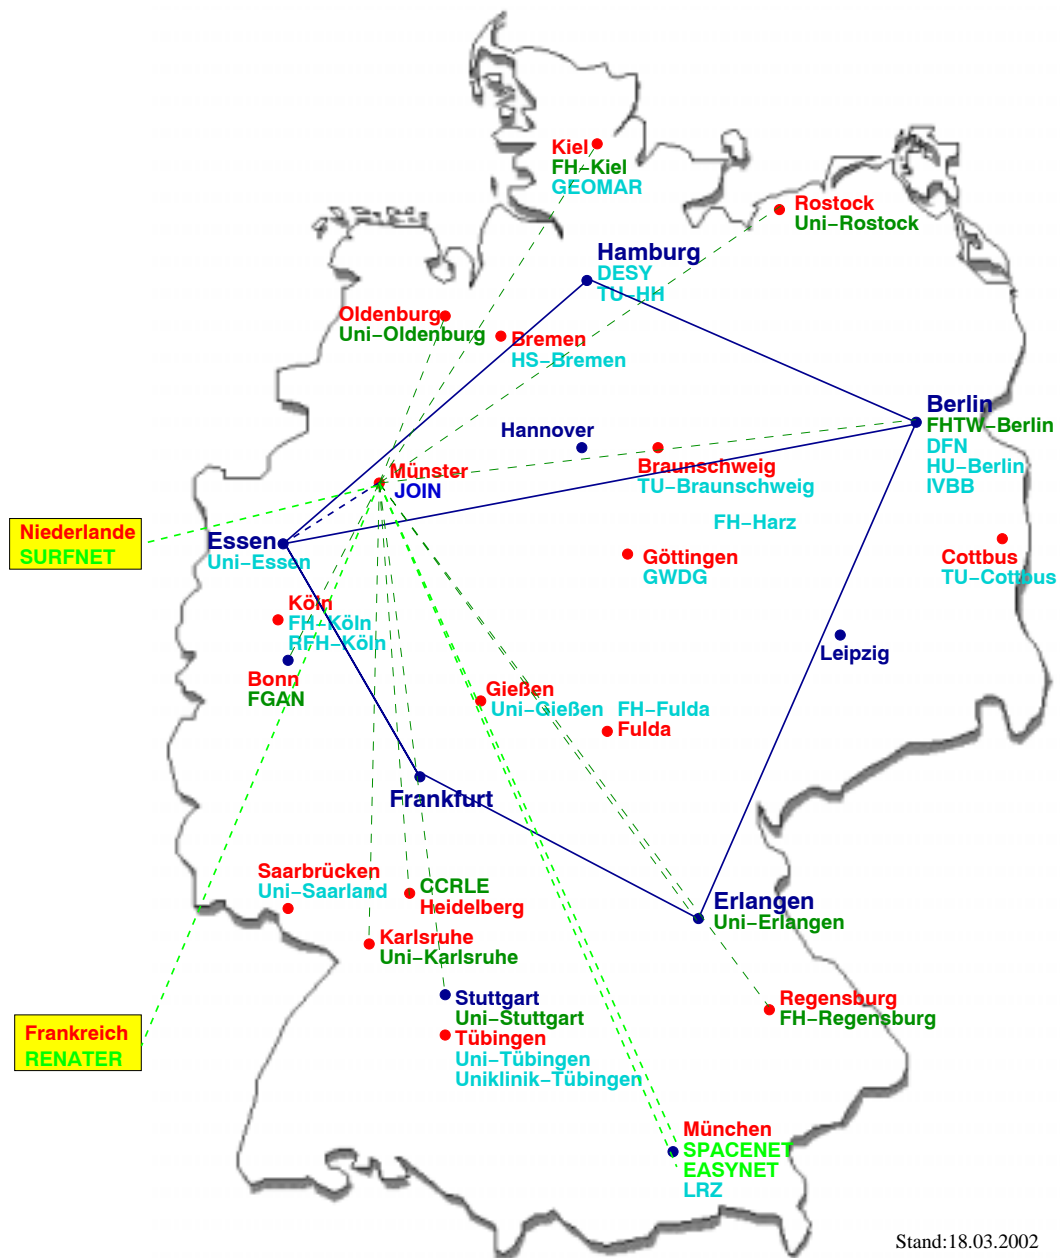 Kiel
FH–Kiel
GEOMAR
Rostock
Uni–Rostock
Hamburg
DESY
TU–HH
Oldenburg
Uni–Oldenburg
Bremen
HS–Bremen
Berlin
FHTW–Berlin
DFN
HU–Berlin
IVBB
Hannover
Braunschweig
TU–Braunschweig
Münster
JOIN
FH–Harz
Niederlande
SURFNET
Essen
Uni–Essen
Göttingen
GWDG
Cottbus
TU–Cottbus
Köln
FH–Köln
RFH–Köln
Leipzig
Bonn
FGAN
Gießen
Uni–Gießen
FH–Fulda
Fulda
Frankfurt
Saarbrücken
Uni–Saarland
CCRLE
Heidelberg
Erlangen
Uni–Erlangen
Karlsruhe
Uni–Karlsruhe
Stuttgart
Uni–Stuttgart
Regensburg
FH–Regensburg
Frankreich
RENATER
Tübingen
Uni–Tübingen
Uniklinik–Tübingen
München
SPACENET
EASYNET
LRZ
Stand:18.03.2002